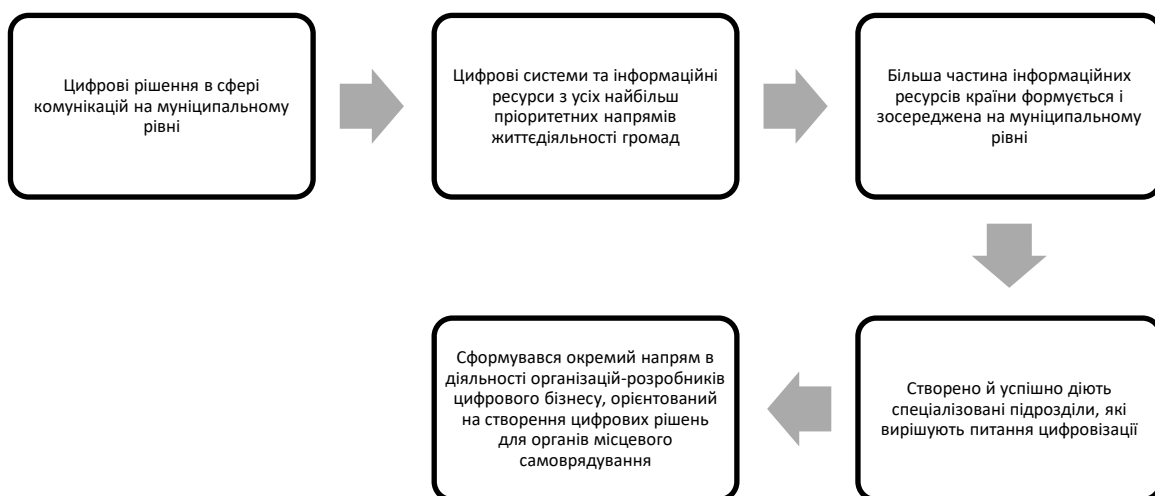 Цифрові рішення в сфері
комунікацій на муніципальному
рівні
Цифрові системи та інформаційні
ресурси з усіх найбільш
пріоритетних напрямів
життєдіяльності громад
Більша частина інформаційних
ресурсів країни формується і
зосереджена на муніципальному
рівні
Створено й успішно діють
спеціалізовані підрозділи, які
вирішують питання цифровізації
Сформувався окремий напрям в
діяльності організацій-розробників
цифрового бізнесу, орієнтований
на створення цифрових рішень
для органів місцевого
самоврядування